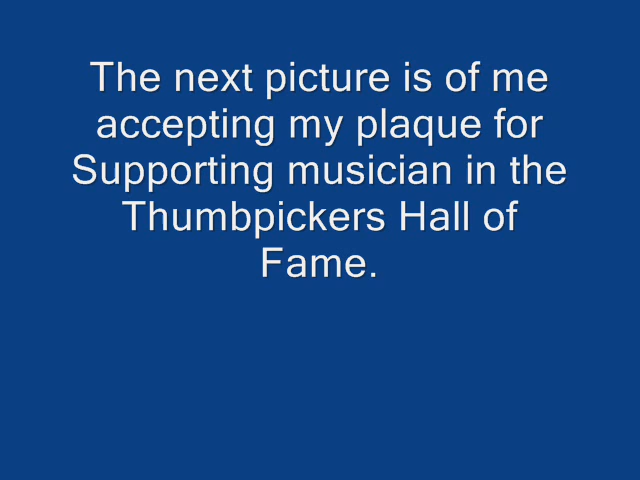 The next picture is of me
accepting my plaque for
Supporting musician in the
Thumbpickers Hall of
Fame.